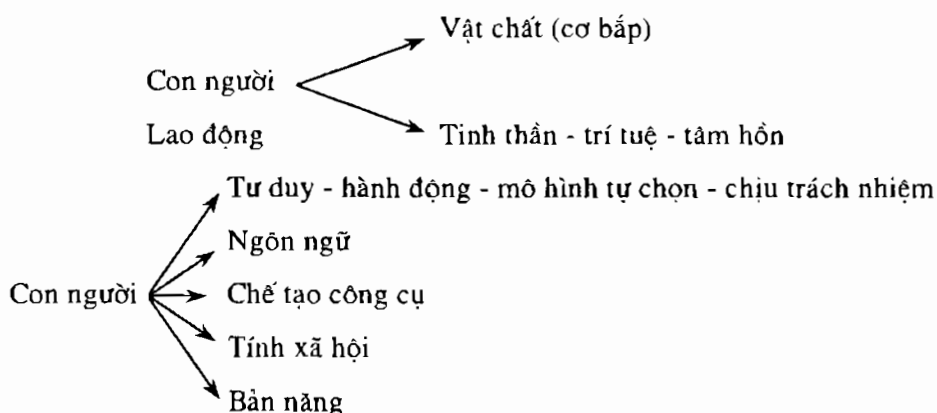 Vật chất (cơ bắp)
Con người
Lao động
Tinh thần - trí tuệ - tâm hồn
Tư duy - hành động - mô hình tự chọn - chịu trách nhiệm
Ngôn ngữ
Con người
Chế tạo công cụ
Tính xã hội
Bản năng